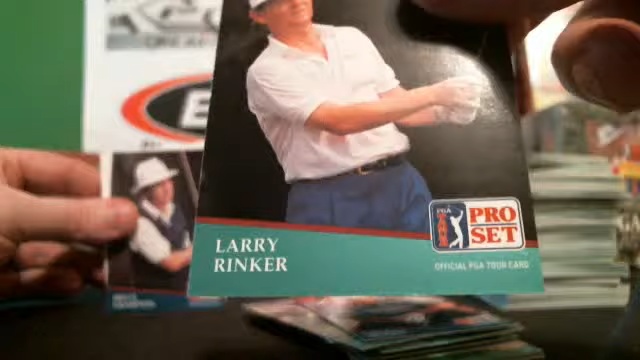 PGA TOUR
PRO
SET
LARRY
RINKER
OFFICIAL PGA TOUR CARD